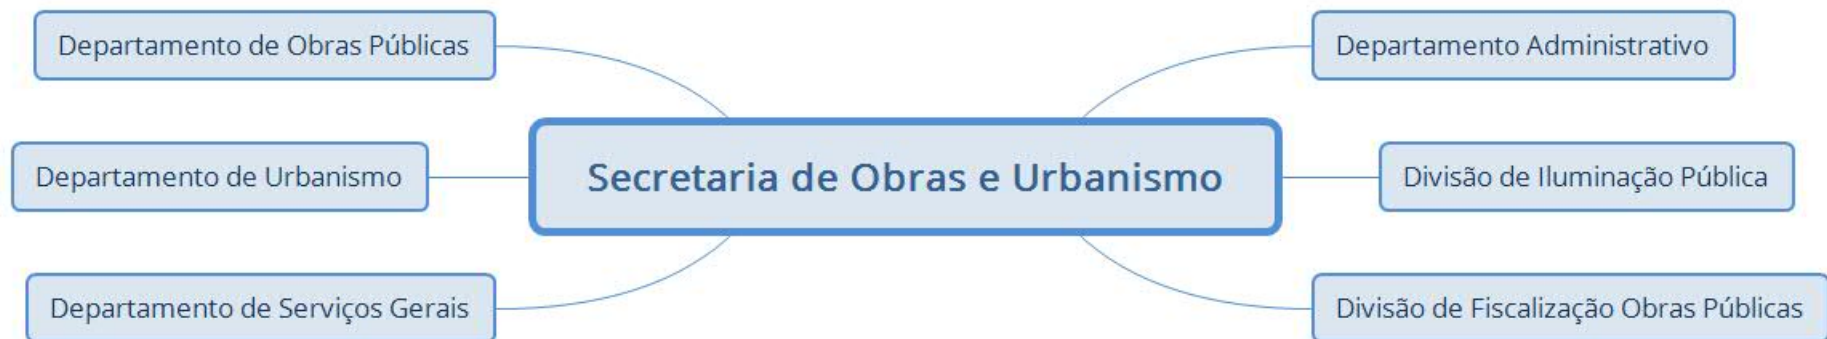 Departamento de Obras Públicas
Departamento Administrativo
Secretaria de Obras e Urbanismo
Departamento de Urbanismo
Divisão de Iluminação Pública
Departamento de Serviços Gerais
Divisão de Fiscalização Obras Públicas